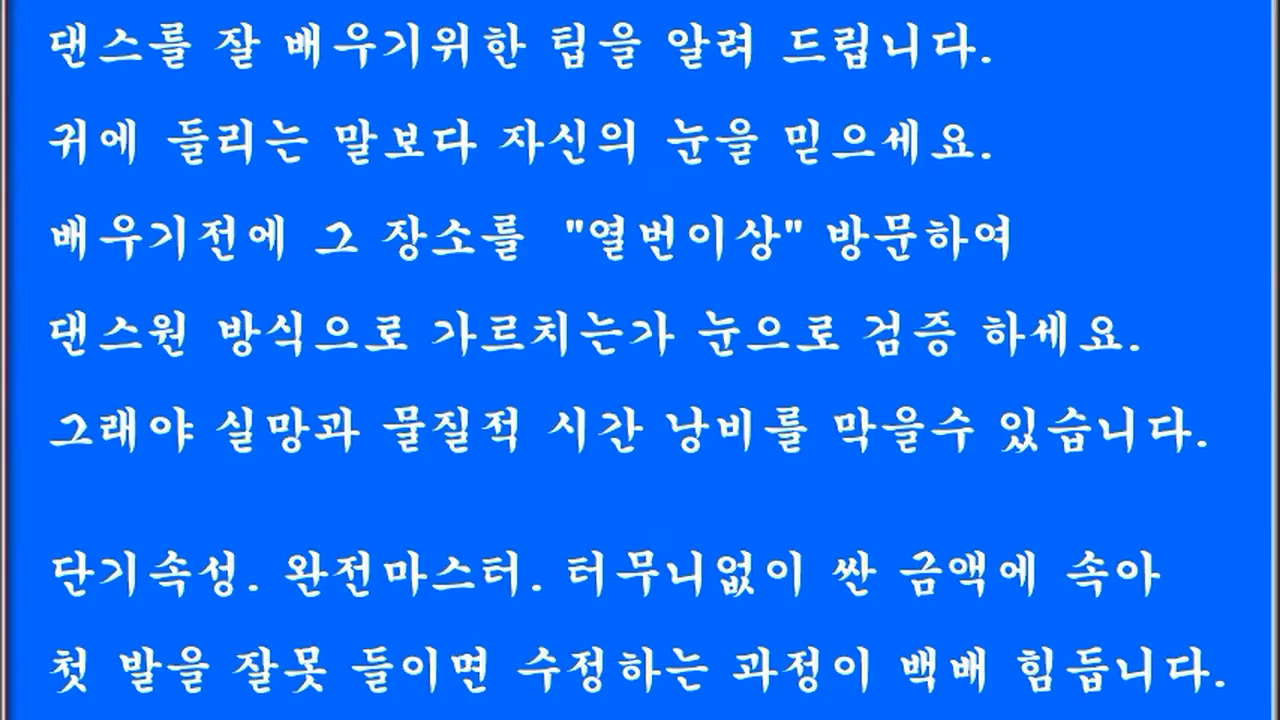 댄스를 잘 배우기위한 팁을 알려 드립니다.
귀에 들리는 말보다 자신의 눈을 믿으세요.
배우기전에 그 장소를 "열번이상" 방문하여
댄스원 방식으로 가르치는가 눈으로 검증 하세요.
그래야 실망과 물질적 시간 낭비를 막을수 있습니다.
단기속성. 완전마스터. 터무니없이 싼 금액에 속아
첫 발을 잘못 들이면 수정하는 과정이 백배 힘듭니다.